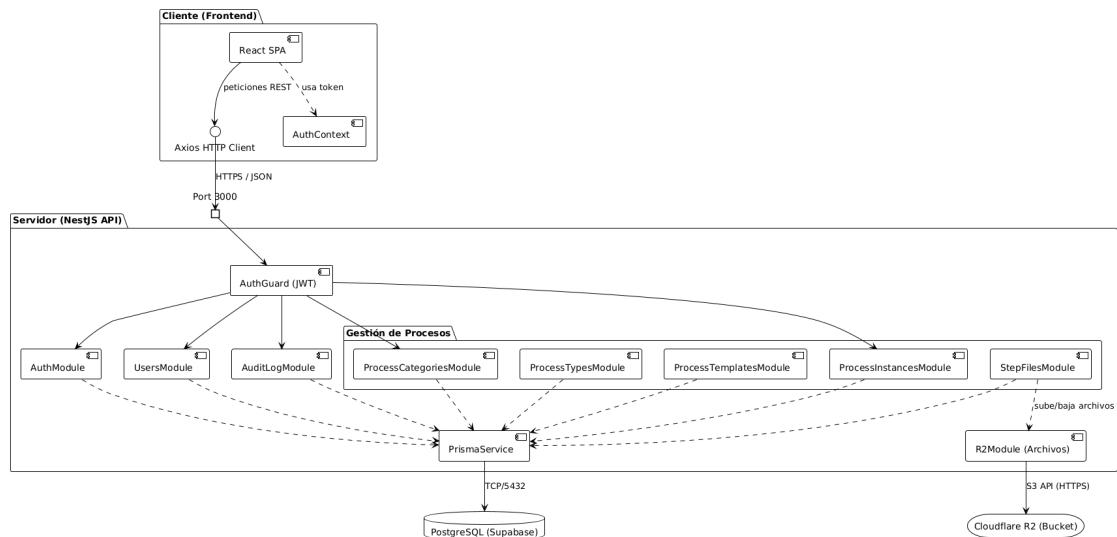 Cliente (Frontend)
React SPA
peticiones REST
usa token
AuthContext
Axios HTTP Client
HTTPS / JSON
Port 3000
Servidor (NestJS API)
AuthGuard (JWT)
Gestión de Procesos
AuthModule
UsersModule
AuditLogModule
ProcessCategoriesModule
ProcessTypesModule
ProcessTemplatesModule
ProcessInstancesModule
StepFilesModule
sube/baja archivos
PrismaService
R2Module (Archivos)
TCP/5432
S3 API (HTTPS)
PostgreSQL (Supabase)
Cloudflare R2 (Bucket)